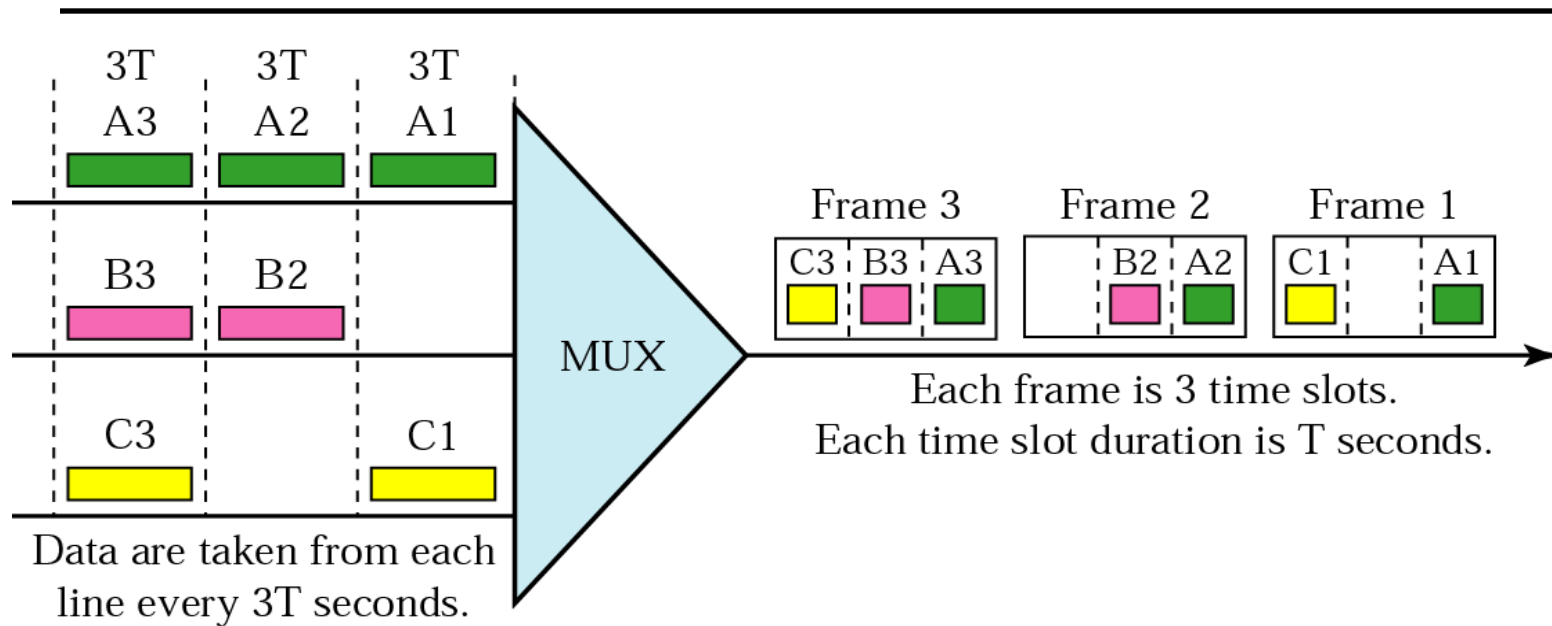 3T 3T 3T
A3 A2 A1
B3 B2
C3 C1
Data are taken from each
line every 3T seconds.
MUX
Frame 3 Frame 2 Frame 1
C3 B3 A3 B2 A2 C1 A1
Each frame is 3 time slots.
Each time slot duration is T seconds.